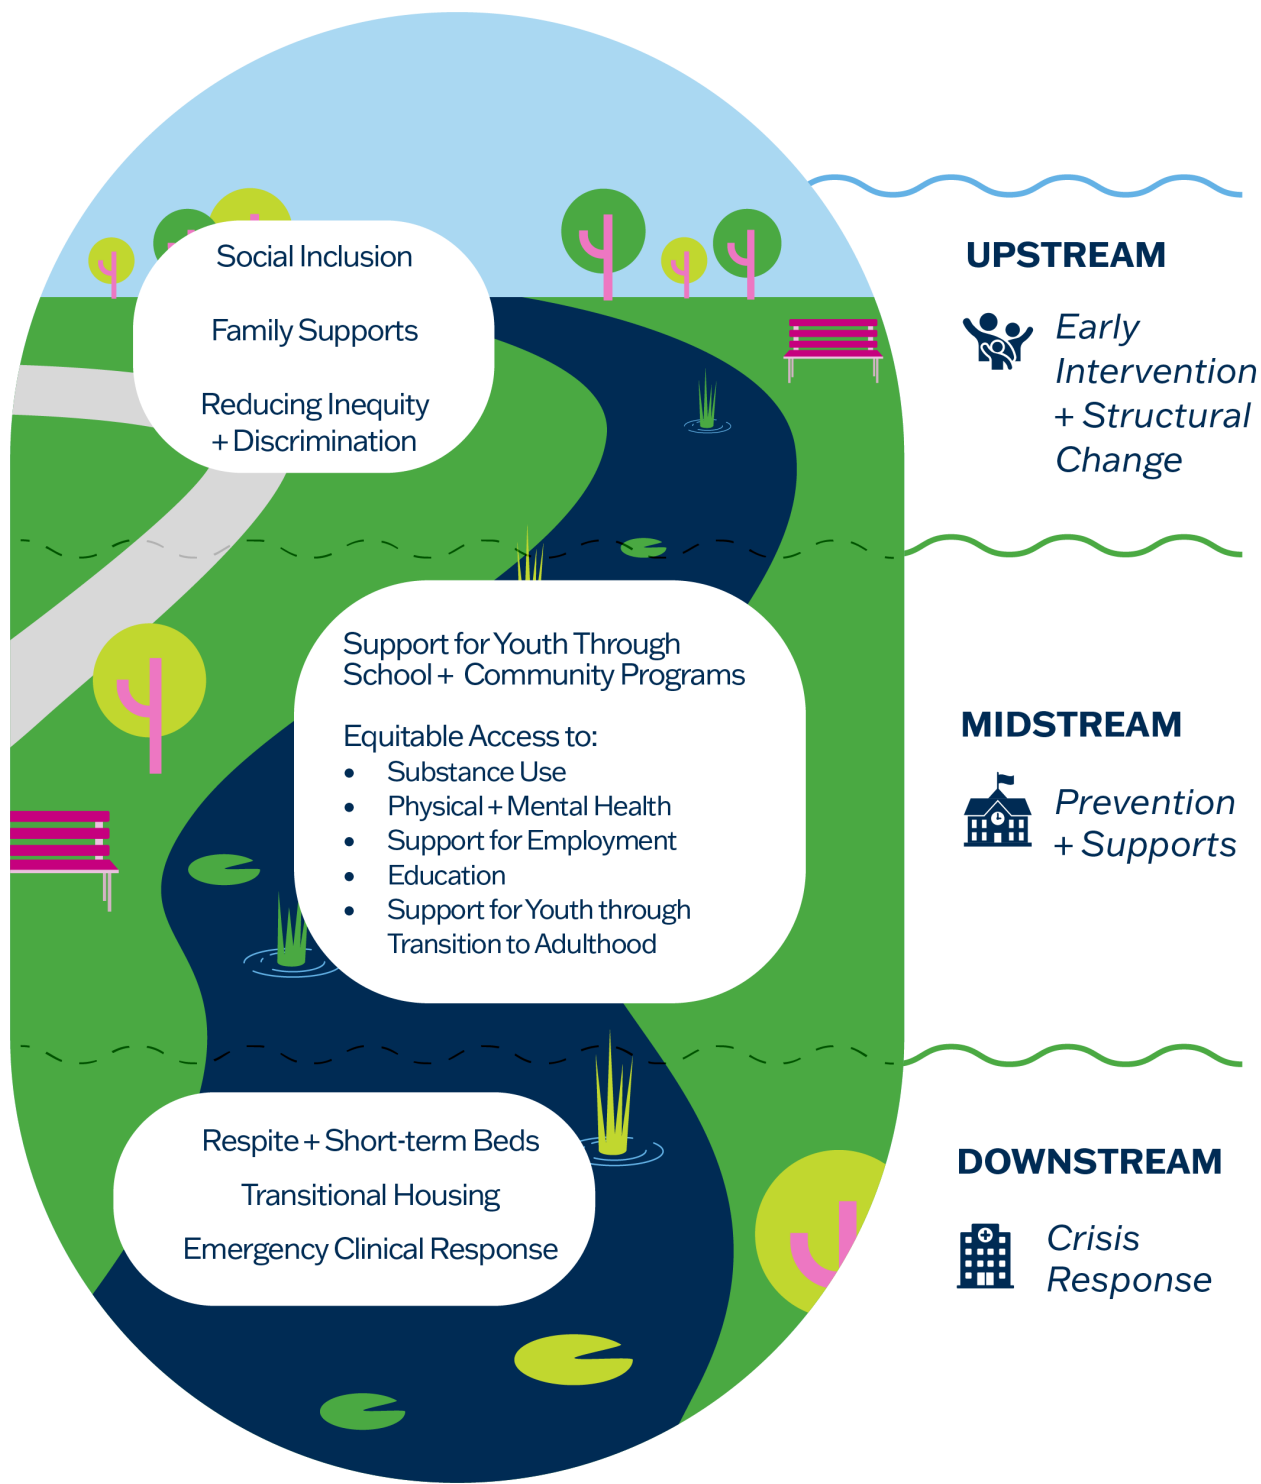 Social Inclusion
Family Supports
Reducing Inequity
+ Discrimination
UPSTREAM
Early
Intervention
+ Structural
Change
Support for Youth Through
School + Community Programs
Equitable Access to:
• Substance Use
• Physical + Mental Health
• Support for Employment
• Education
• Support for Youth through
Transition to Adulthood
MIDSTREAM
Prevention
+ Supports
Respite + Short-term Beds
Transitional Housing
Emergency Clinical Response
DOWNSTREAM
Crisis
Response